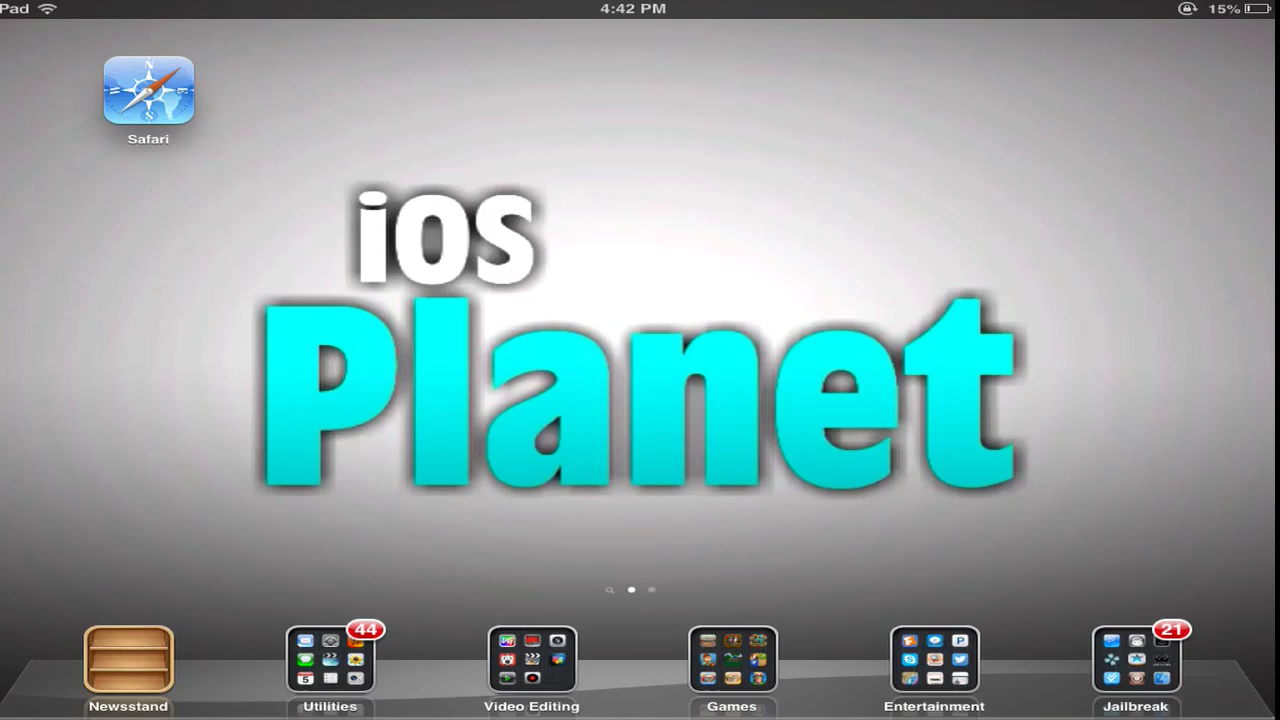 Pad 4:42 PM 15%
Safari
iOS
Planet
44 21
Newsstand Utilities Video Editing Games Entertainment Jailbreak